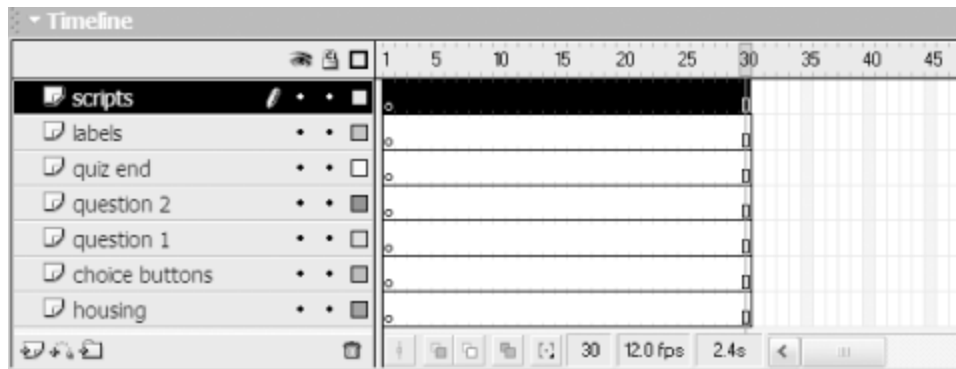 Timeline
1 5 10 15 20 25 30 35 40 45
scripts
labels
quiz end
question 2
question 1
choice buttons
housing
30 12.0 fps 2.4s